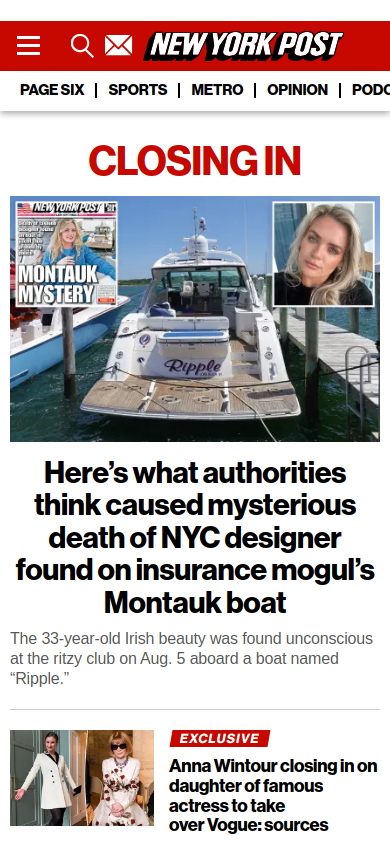 NEW YORK POST
PAGE SIX
SPORTS
METRO
OPINION
PODC
CLOSING IN
NEW YORK POST
MONTAUK
MYSTERY
Ripple
Here's what authorities
think caused mysterious
death of NYC designer
found on insurance mogul's
Montauk boat
The 33-year-old Irish beauty was found unconscious
at the ritzy club on Aug. 5 aboard a boat named
“Ripple.”
EXCLUSIVE
Anna Wintour closing in on
daughter of famous
actress to take
over Vogue: sources